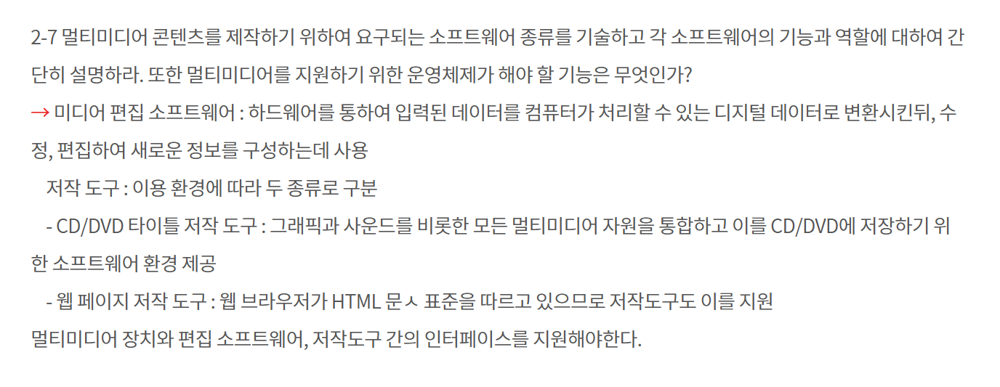 2-7 멀티미디어 콘텐츠를 제작하기 위하여 요구되는 소프트웨어 종류를 기술하고 각 소프트웨어의 기능과 역할에 대하여 간
단히 설명하라. 또한 멀티미디어를 지원하기 위한 운영체제가 해야 할 기능은 무엇인가?
→ 미디어 편집 소프트웨어 : 하드웨어를 통하여 입력된 데이터를 컴퓨터가 처리할 수 있는 디지털 데이터로 변환시킨뒤, 수
정, 편집하여 새로운 정보를 구성하는데 사용
저작 도구 : 이용 환경에 따라 두 종류로 구분
- CD/DVD 타이틀 저작 도구 : 그래픽과 사운드를 비롯한 모든 멀티미디어 자원을 통합하고 이를 CD/DVD에 저장하기 위
한 소프트웨어 환경 제공
- 웹 페이지 저작 도구 : 웹 브라우저가 HTML 문ㅅ 표준을 따르고 있으므로 저작도구도 이를 지원
멀티미디어 장치와 편집 소프트웨어, 저작도구 간의 인터페이스를 지원해야한다.